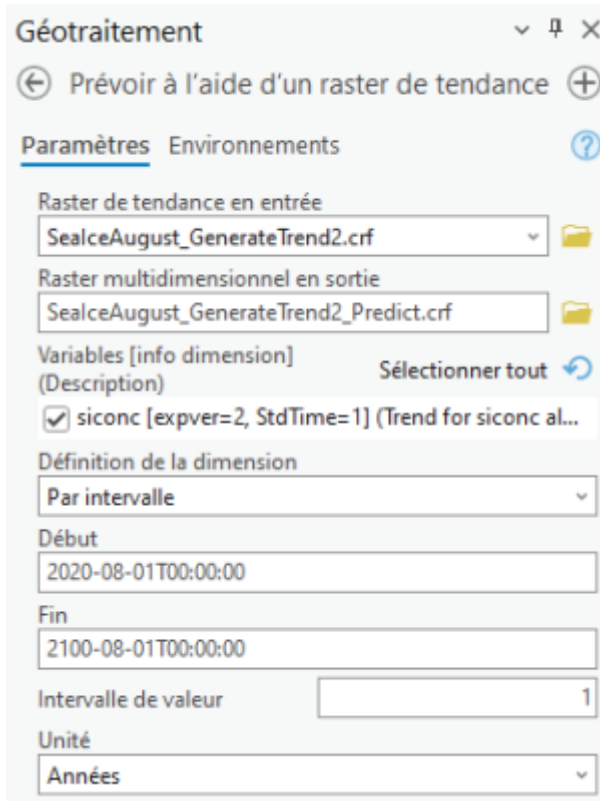 Géotraitement
Prévoir à l'aide d'un raster de tendance
Paramètres Environnements
Raster de tendance en entrée
SeaIceAugust_GenerateTrend2.crf
Raster multidimensionnel en sortie
SeaIceAugust_GenerateTrend2_Predict.crf
Variables [info dimension]
(Description) Sélectionner tout
siconc [expver=2, StdTime=1] (Trend for siconc al...
Définition de la dimension
Par intervalle
Début
2020-08-01T00:00:00
Fin
2100-08-01T00:00:00
Intervalle de valeur 1
Unité
Années